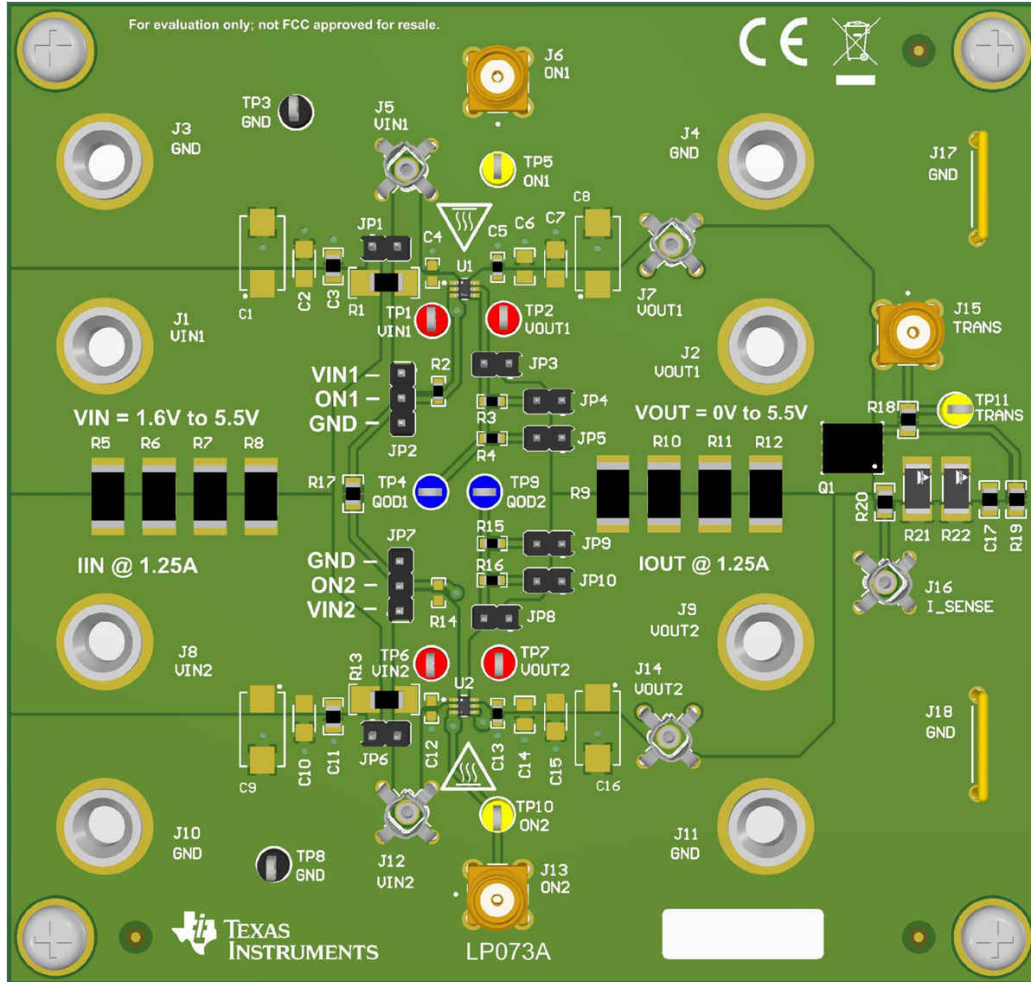 For evaluation only; not FCC approved for resale.
CE
J6
ON1
TP3
GND
J5
VIN1
J3
GND
TP5
ON1
J4
GND
J17
GND
C8
JP1
C4
C5
C6
C7
U1
C1
C2
C3
R1
TP1
VIN1
TP2
VOUT1
J7
VOUT1
J15
TRANS
J1
VIN1
J2
VOUT1
VIN1
ON1
GND
R2
JP3
JP2
R3
JP4
R4
JP5
VIN = 1.6V to 5.5V
VOUT = 0V to 5.5V
R18
TP11
TRANS
R5
R6
R7
R8
R17
TP4
QOD1
TP9
QOD2
R9
R10
R11
R12
Q1
R20
R21
R22
C17
R19
IIN @ 1.25A
IOUT @ 1.25A
JP7
GND
ON2
VIN2
R14
R15
JP9
R16
JP10
JP8
J16
I_SENSE
J8
VIN2
J9
VOUT2
R13
TP6
VIN2
TP7
VOUT2
J14
VOUT2
U2
J18
GND
C9
C10
C11
JP6
C12
C13
C14
C15
C16
J10
GND
TP8
GND
J12
VIN2
TP10
ON2
J11
GND
J13
ON2
TEXAS
INSTRUMENTS
LP073A